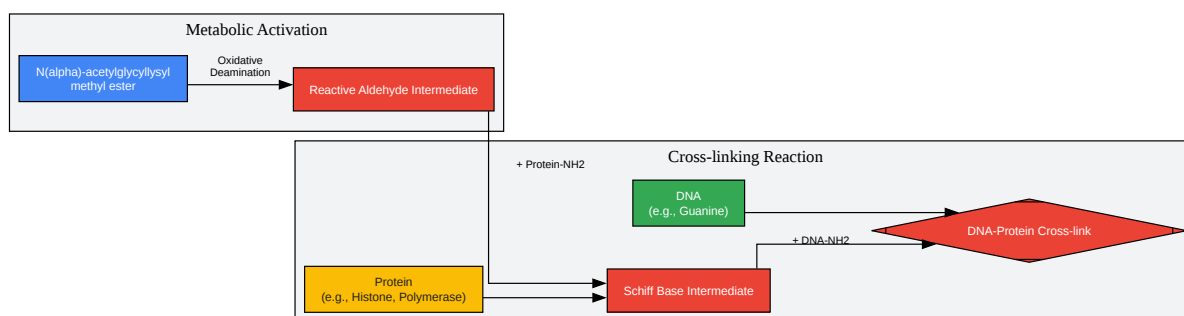 Metabolic Activation
N(alpha)-acetylglycyllysyl
methyl ester
Oxidative
Deamination
Reactive Aldehyde Intermediate
Cross-linking Reaction
+ Protein-NH2
DNA
(e.g., Guanine)
+ DNA-NH2
DNA-Protein Cross-link
Protein
(e.g., Histone, Polymerase)
Schiff Base Intermediate